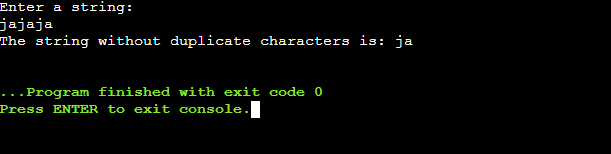 Enter a string:
jajaja
The string without duplicate characters is: ja
...Program finished with exit code 0
Press ENTER to exit console.